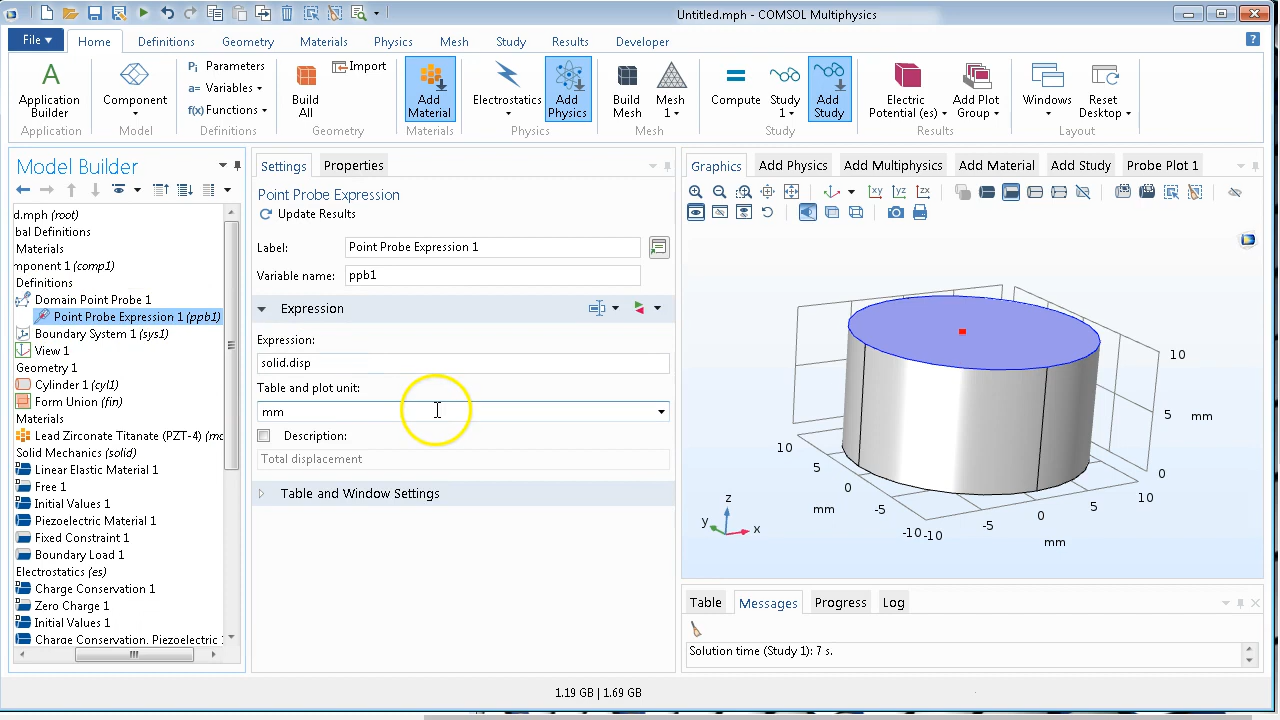 Untitled.mph - COMSOL Multiphysics
File Home Definitions Geometry Materials Physics Mesh Study Results Developer
Application Builder
Application
Component
Model
Pi Parameters
a= Variables
f(x) Functions
Definitions
Import
Build All
Geometry
Add Material
Materials
Electrostatics
Add Physics
Physics
Build Mesh
Mesh 1
Mesh
Compute
Study 1
Add Study
Study
Electric Potential (es)
Add Plot Group
Results
Windows
Reset Desktop
Layout
Model Builder
d.mph (root)
bal Definitions
Materials
mponent 1 (comp1)
Definitions
Domain Point Probe 1
Point Probe Expression 1 (ppb1)
Boundary System 1 (sys1)
View 1
Geometry 1
Cylinder 1 (cyl1)
Form Union (fin)
Materials
Lead Zirconate Titanate (PZT-4) (mc
Solid Mechanics (solid)
Linear Elastic Material 1
Free 1
Initial Values 1
Piezoelectric Material 1
Fixed Constraint 1
Boundary Load 1
Electrostatics (es)
Charge Conservation 1
Zero Charge 1
Initial Values 1
Charge Conservation, Piezoelectric
Settings Properties
Point Probe Expression
Update Results
Label: Point Probe Expression 1
Variable name: ppb1
Expression
Expression:
solid.disp
Table and plot unit:
mm
Description:
Total displacement
Table and Window Settings
Graphics Add Physics Add Multiphysics Add Material Add Study Probe Plot 1
xy yz zx
10
5 mm
0
10
5
0
mm -5
-10 -10
-5
0
5
10
mm
z
y x
Table Messages Progress Log
Solution time (Study 1): 7 s.
1.19 GB | 1.69 GB